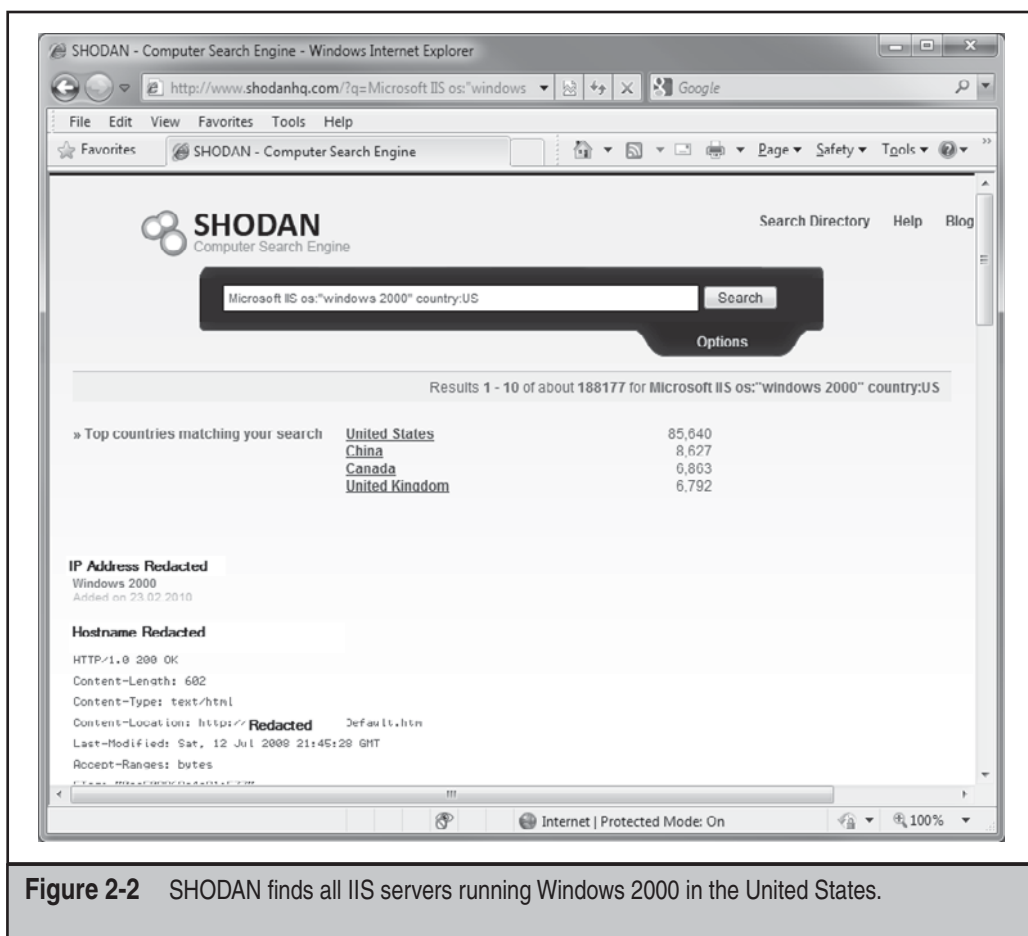 SHODAN - Computer Search Engine - Windows Internet Explorer
http://www.shodanhq.com/?q=Microsoft IIS os:"windows
Google
File Edit View Favorites Tools Help
Favorites
SHODAN - Computer Search Engine
Page Safety Tools
SHODAN
Computer Search Engine
Search Directory Help Blog
Microsoft IIS os:"windows 2000" country:US
Search
Options
Results 1 - 10 of about 188177 for Microsoft IIS os:"windows 2000" country:US
» Top countries matching your search
United States 85,640
China 8,627
Canada 6,863
United Kingdom 6,792
IP Address Redacted
Windows 2000
Added on 23.02.2010
Hostname Redacted
HTTP/1.0 200 OK
Content-Length: 602
Content-Type: text/html
Content-Location: http:// Redacted Default.htm
Last-Modified: Sat, 12 Jul 2008 21:45:28 GMT
Accept-Ranges: bytes
Internet | Protected Mode: On
100%
Figure 2-2 SHODAN finds all IIS servers running Windows 2000 in the United States.